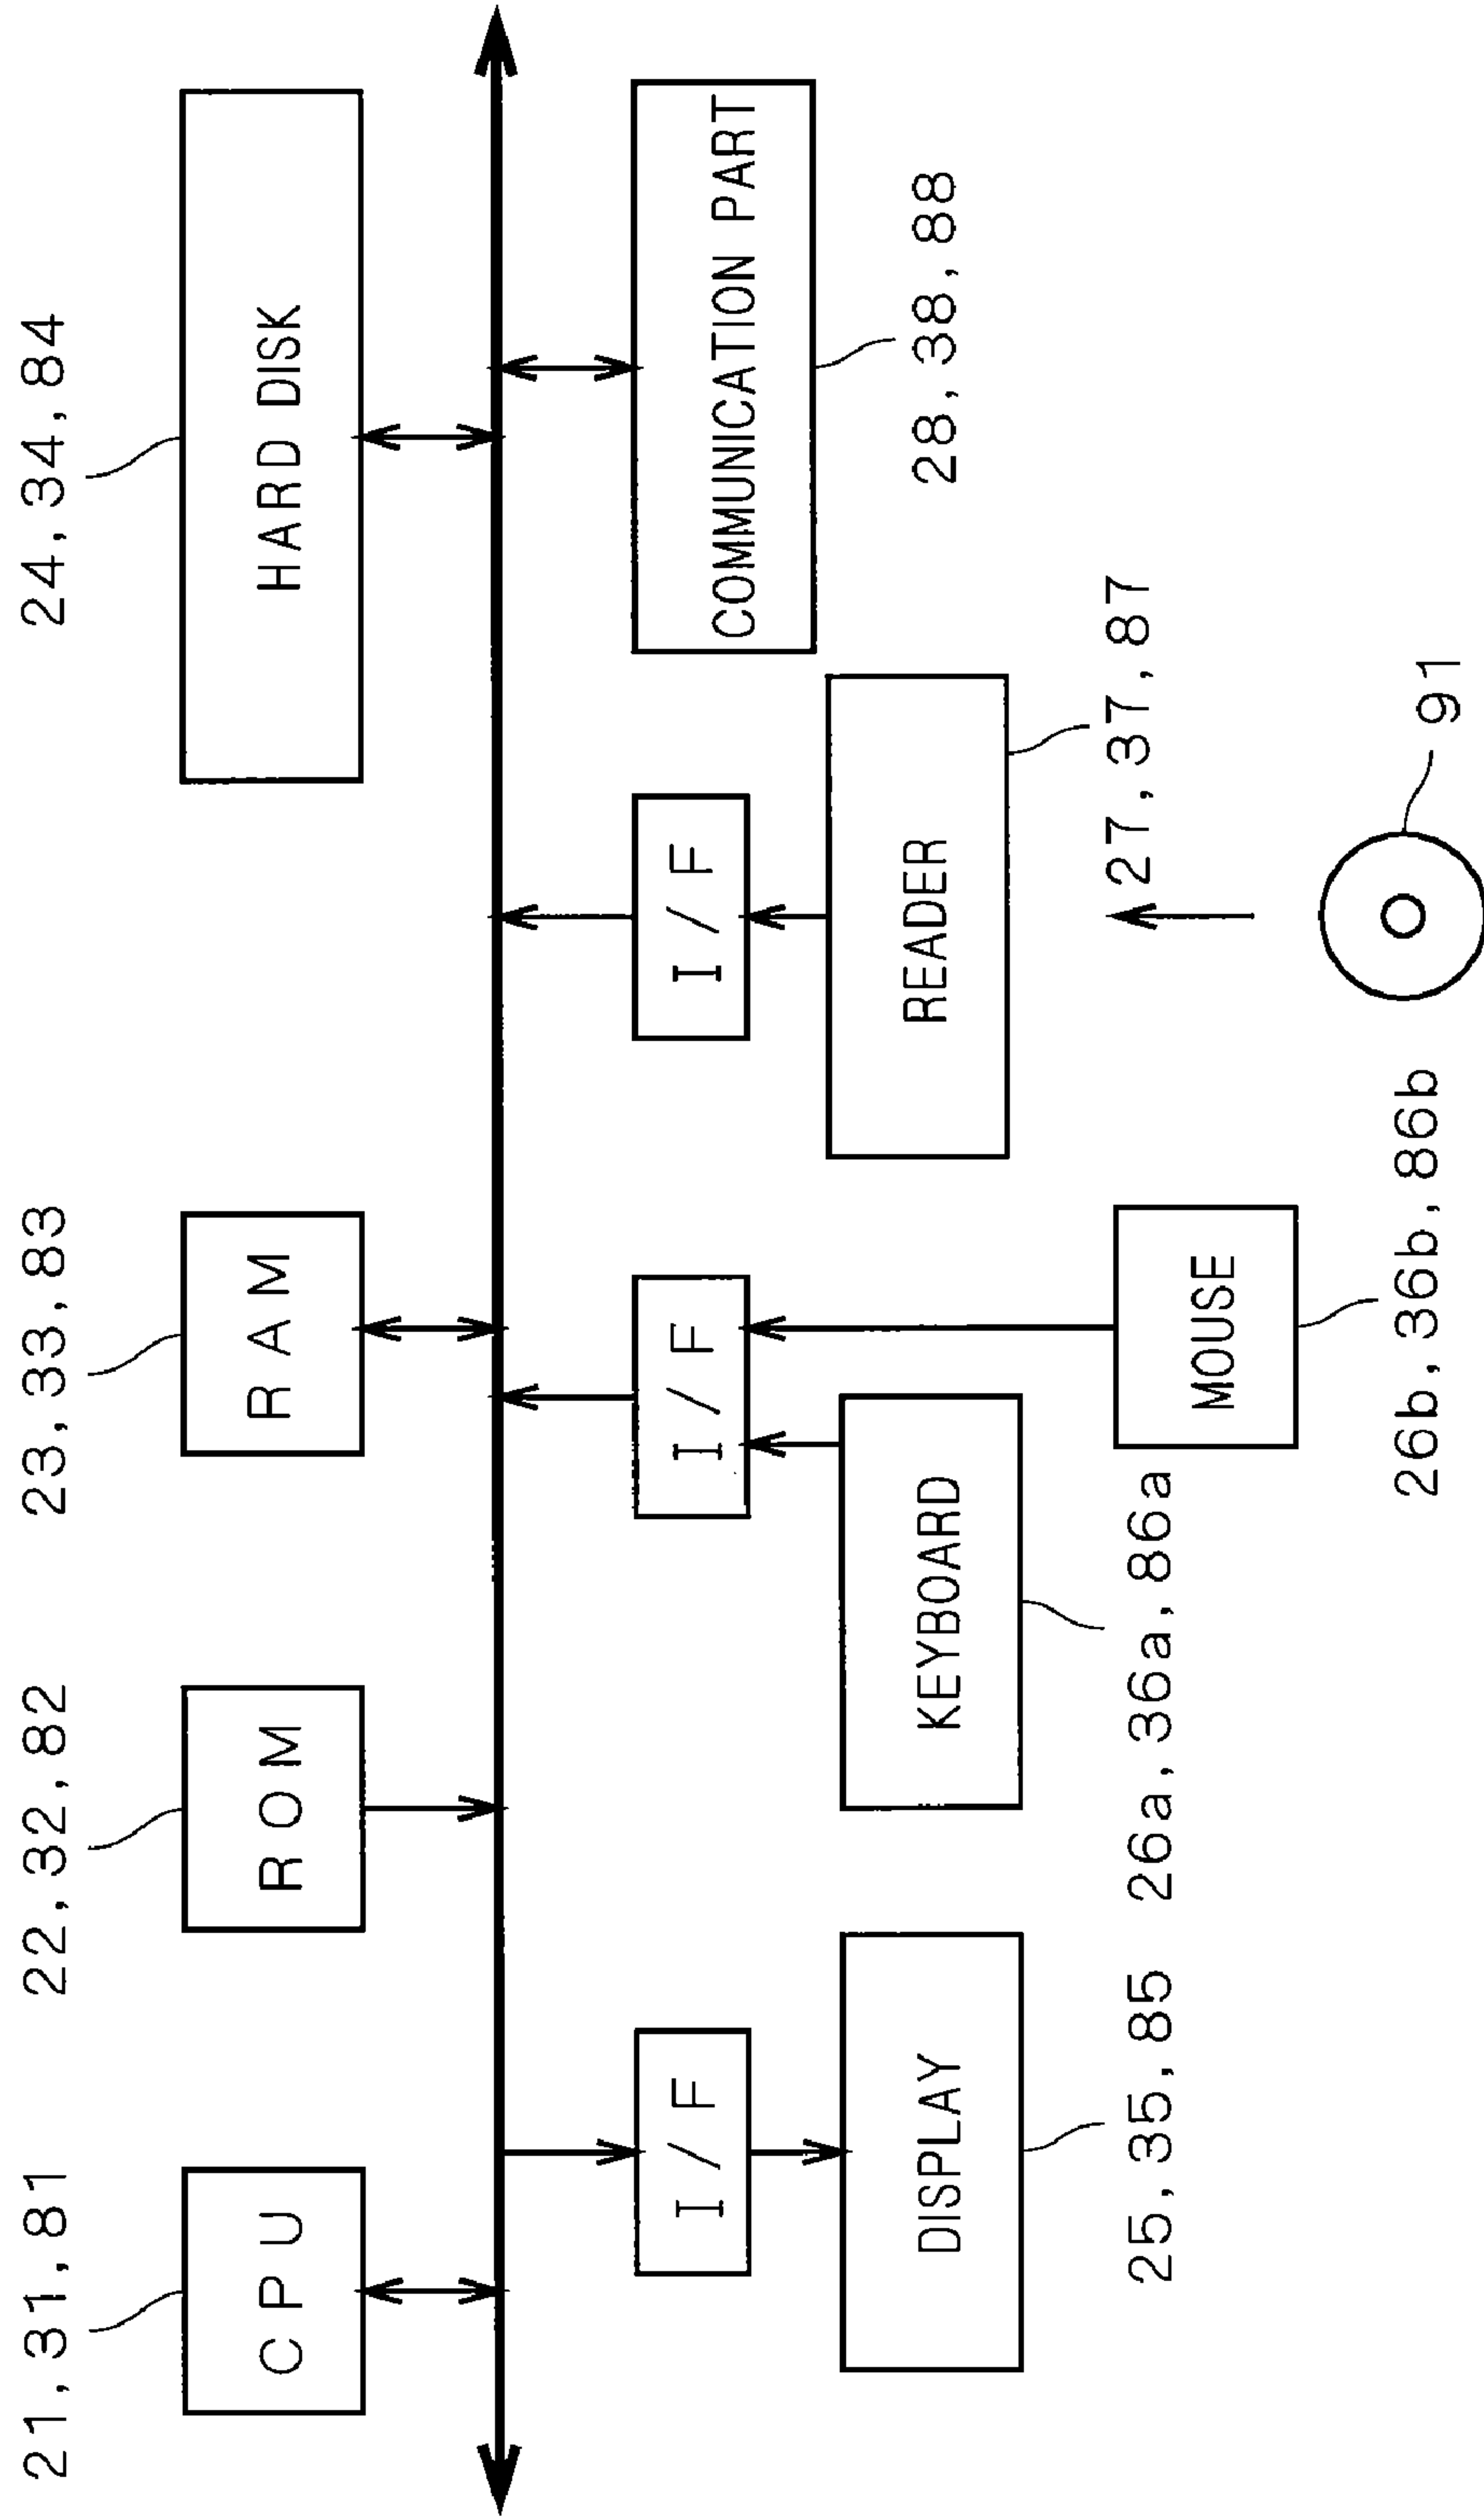 21,31,81
22,32,82
23,33,83
24,34,84
CPU
ROM
RAM
HARD DISK
I/F
I/F
I/F
COMMUNICATION PART
28,38,88
DISPLAY
KEYBOARD
READER
25,35,85
26a,36a,86a
MOUSE
27,37,87
26b,36b,86b
91